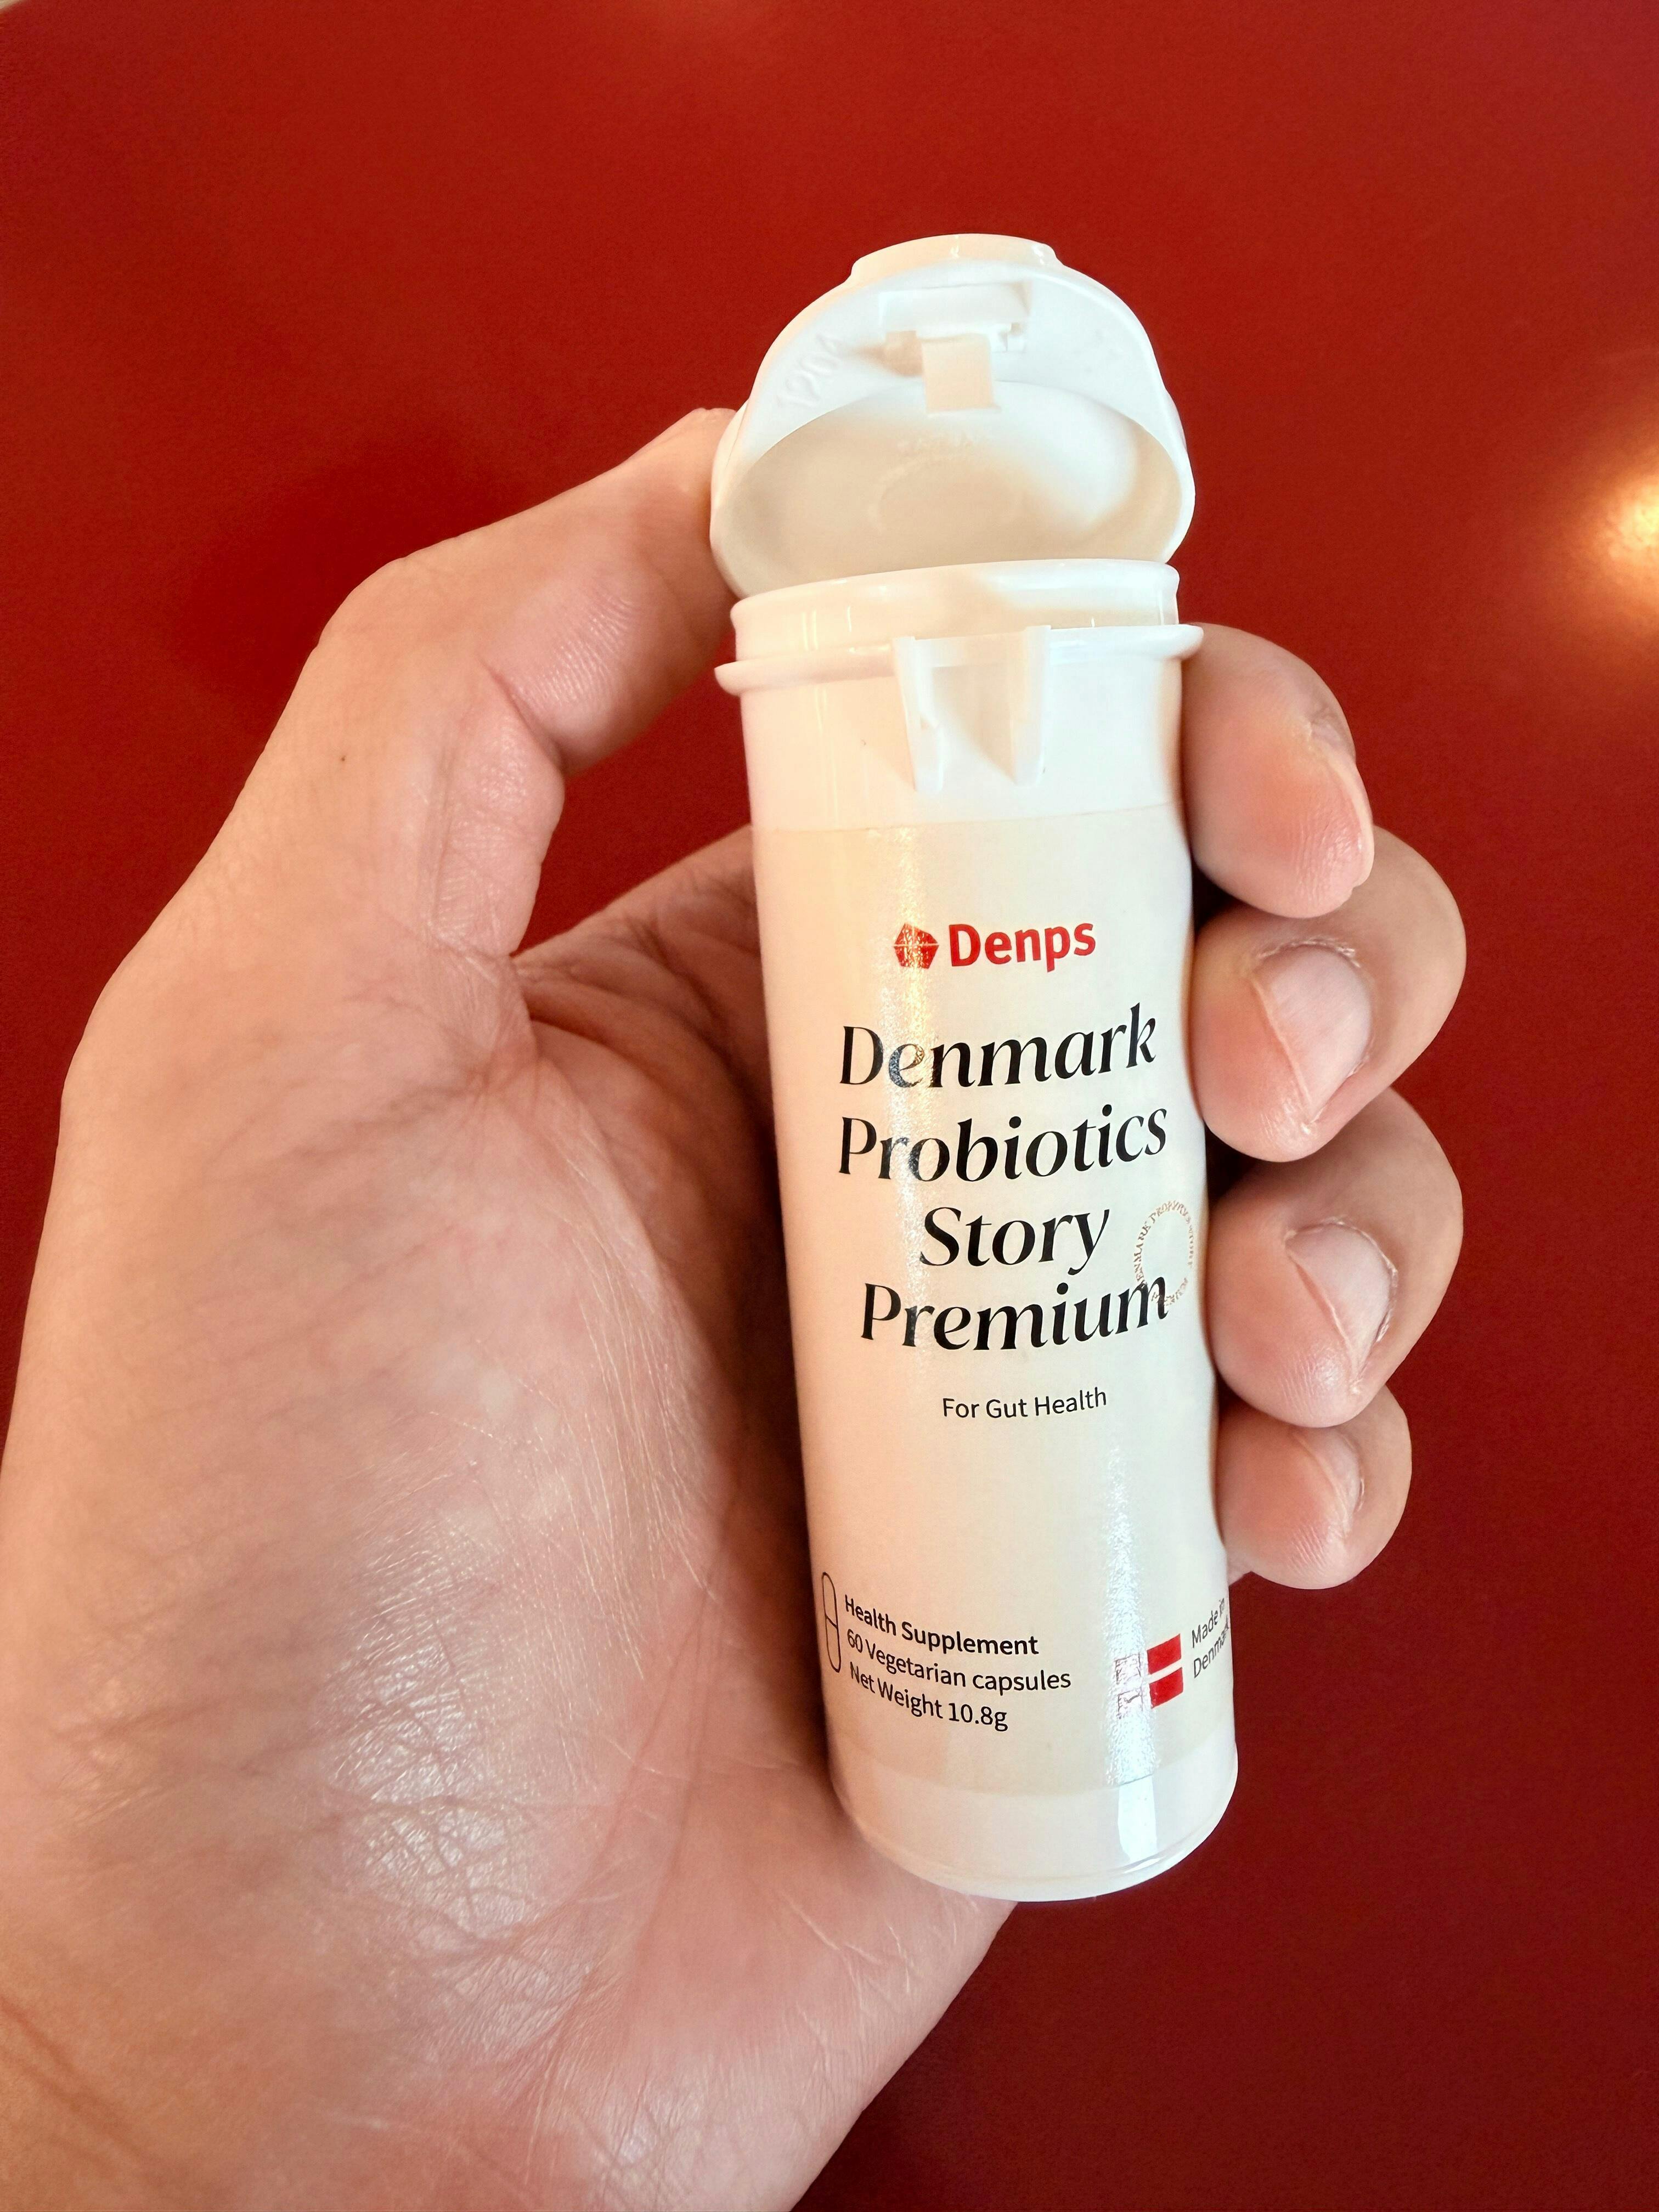 Denps
Denmark
Probiotics
Story
Premium
For Gut Health
Health Supplement
60 Vegetarian capsules
Net Weight 10.8g
Made in
Denmark